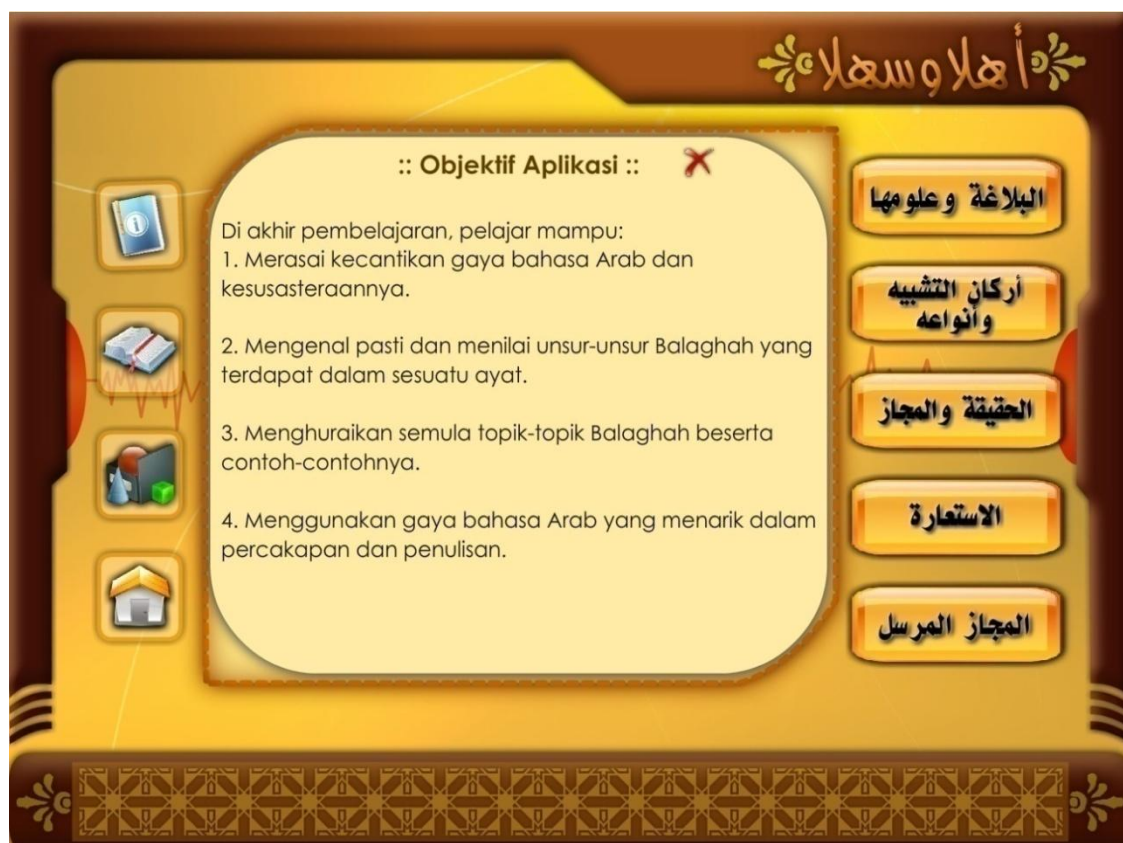 أهلا وسهلا
:: Objektif Aplikasi ::
Di akhir pembelajaran, pelajar mampu:
1. Merasai kecantikan gaya bahasa Arab dan
kesusasteraannya.
2. Mengenal pasti dan menilai unsur-unsur Balaghah yang
terdapat dalam sesuatu ayat.
3. Menghuraikan semula topik-topik Balaghah beserta
contoh-contohnya.
4. Menggunakan gaya bahasa Arab yang menarik dalam
percakapan dan penulisan.
البلاغة وعلومها
أركان التشبيه
وأنواعه
الحقيقة والمجاز
الاستعارة
المجاز المرسل